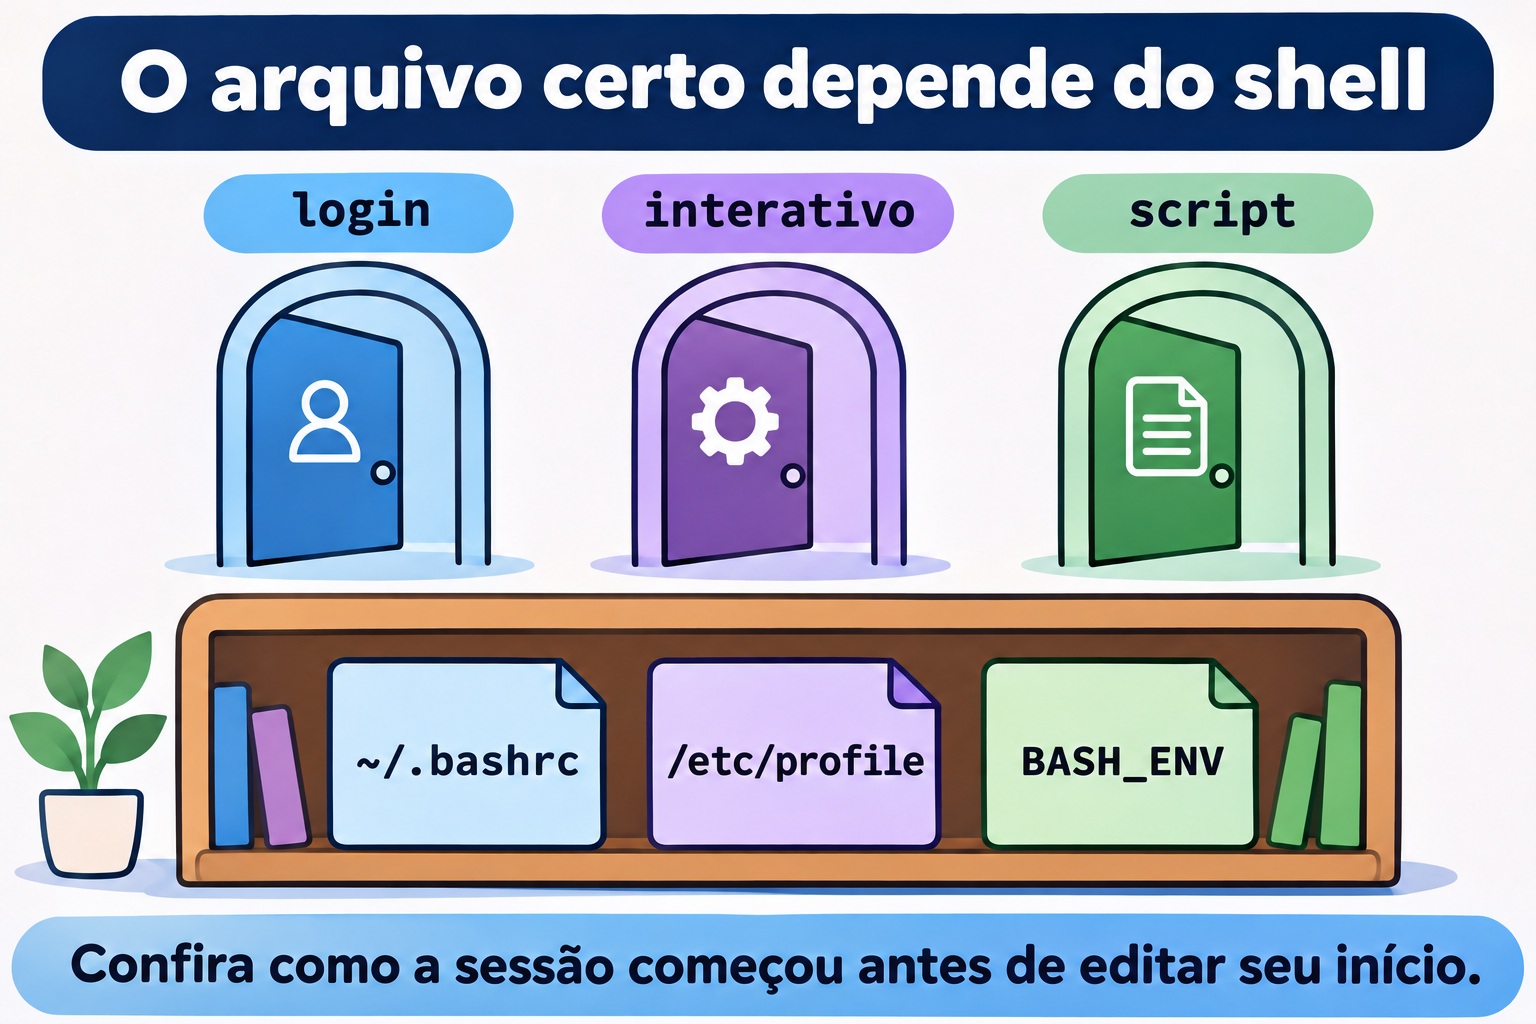 O arquivo certo depende do shell
login
interativo
script
~/.bashrc
/etc/profile
BASH_ENV
Confira como a sessão começou antes de editar seu início.